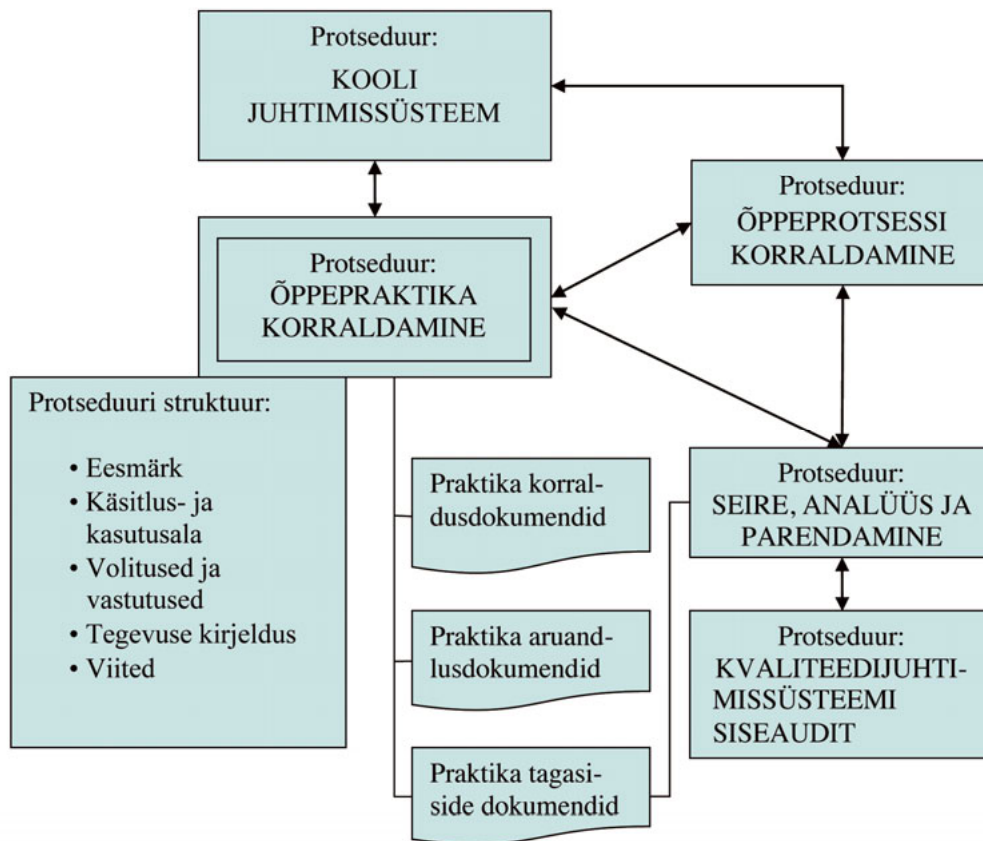 Protseduur:
KOOLI
JUHTIMISSÜSTEEM
Protseduur:
ÕPPEPROTSESSI
KORRALDAMINE
Protseduur:
ÕPPEPRAKTIKA
KORRALDAMINE
Protseduuri struktuur:
• Eesmärk
• Käsitlus- ja
kasutusala
• Volitused ja
vastutused
• Tegevuse kirjeldus
• Viited
Praktika korral-
dusdokumendid
Praktika aruand-
lusdokumendid
Praktika tagasi-
side dokumendid
Protseduur:
SEIRE, ANALÜÜS JA
PARENDAMINE
Protseduur:
KVALITEEDIJUHTI-
MISSÜSTEEMI
SISEAUDIT